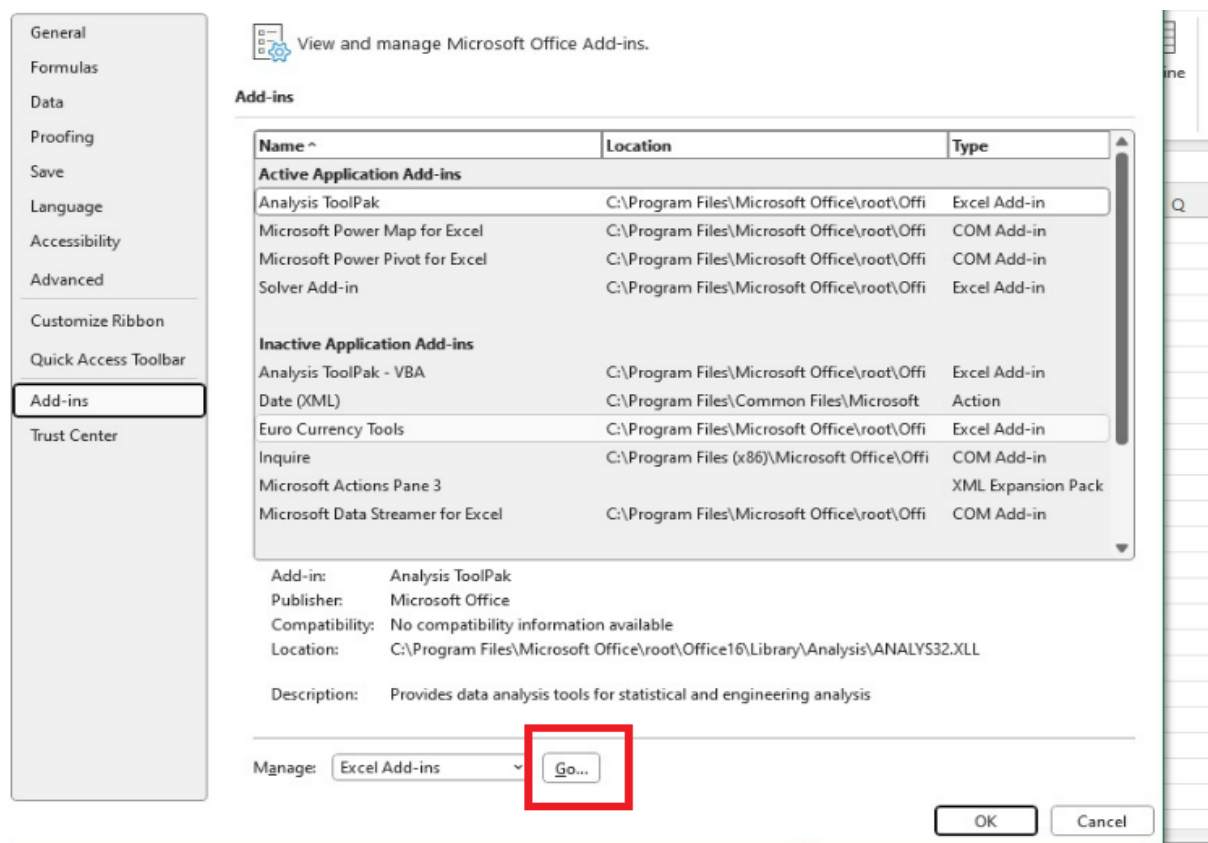 General
Formulas
Data
Proofing
Save
Language
Accessibility
Advanced
Customize Ribbon
Quick Access Toolbar
Add-ins
Trust Center
View and manage Microsoft Office Add-ins.
Add-ins
Name Location Type
Active Application Add-ins
Analysis ToolPak C:\Program Files\Microsoft Office\root\Offi Excel Add-in
Microsoft Power Map for Excel C:\Program Files\Microsoft Office\root\Offi COM Add-in
Microsoft Power Pivot for Excel C:\Program Files\Microsoft Office\root\Offi COM Add-in
Solver Add-in C:\Program Files\Microsoft Office\root\Offi Excel Add-in
Inactive Application Add-ins
Analysis ToolPak - VBA C:\Program Files\Microsoft Office\root\Offi Excel Add-in
Date (XML) C:\Program Files\Common Files\Microsoft Action
Euro Currency Tools C:\Program Files\Microsoft Office\root\Offi Excel Add-in
Inquire C:\Program Files (x86)\Microsoft Office\Offi COM Add-in
Microsoft Actions Pane 3 XML Expansion Pack
Microsoft Data Streamer for Excel C:\Program Files\Microsoft Office\root\Offi COM Add-in
Add-in: Analysis ToolPak
Publisher: Microsoft Office
Compatibility: No compatibility information available
Location: C:\Program Files\Microsoft Office\root\Office16\Library\Analysis\ANALYS32.XLL
Description: Provides data analysis tools for statistical and engineering analysis
Manage: Excel Add-ins Go...
OK Cancel
ine
Q